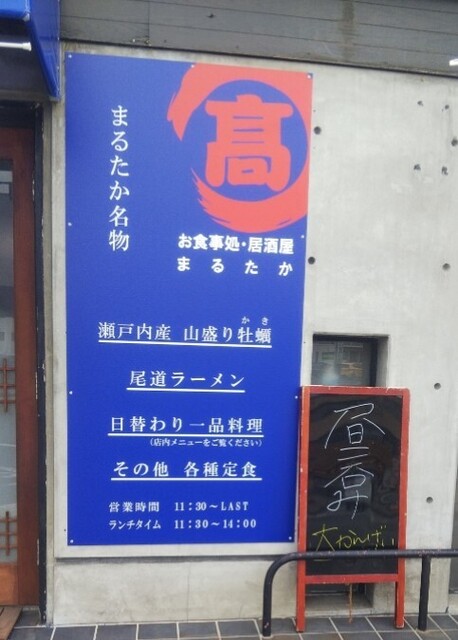 髙
お食事処・居酒屋
まるたか
まるたか名物
かき
瀬戸内産 山盛り牡蠣
尾道ラーメン
日替わり一品料理
(店内メニューをご覧ください)
その他 各種定食
営業時間 11:30～LAST
ランチタイム 11:30～14:00
昼呑み
大かんげい